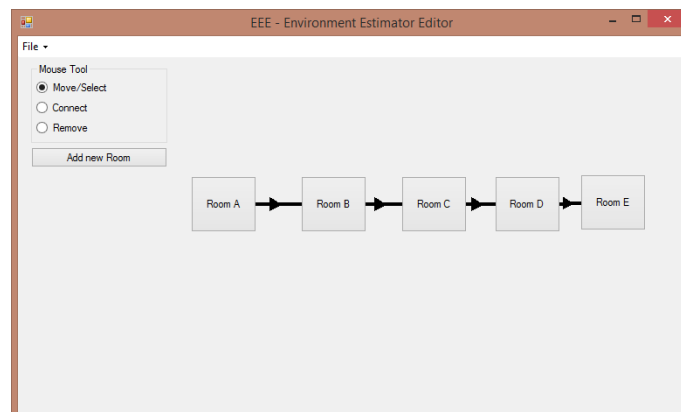 EEE - Environment Estimator Editor
File
Mouse Tool
Move/Select
Connect
Remove
Add new Room
Room A
Room B
Room C
Room D
Room E